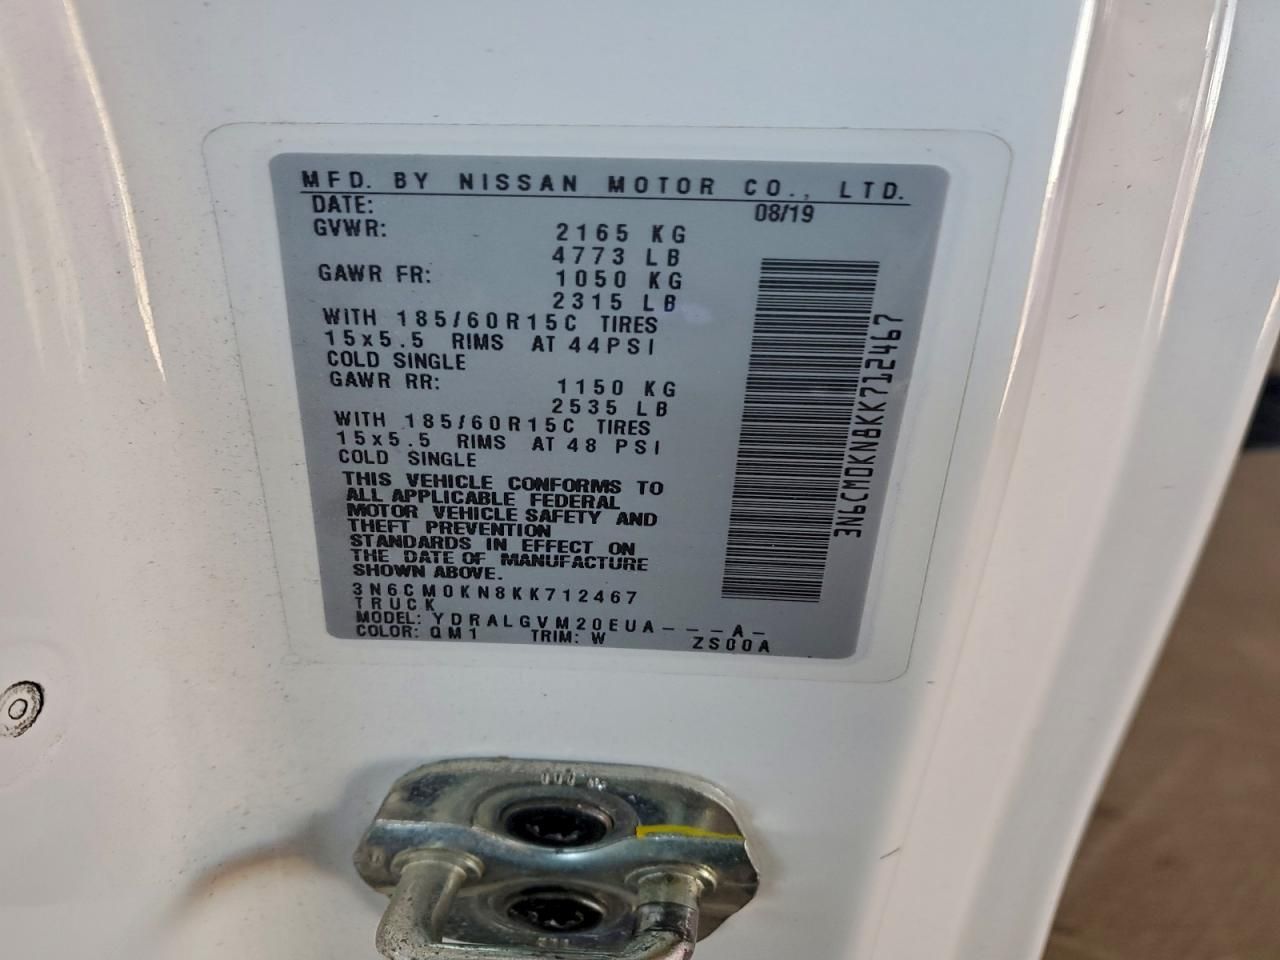 MFD. BY NISSAN MOTOR CO., LTD.
DATE: 08/19
GVWR: 2165 KG
4773 LB
GAWR FR: 1050 KG
2315 LB
WITH 185/60R15C TIRES
15x5.5 RIMS AT 44PSI
COLD SINGLE
GAWR RR: 1150 KG
2535 LB
WITH 185/60R15C TIRES
15x5.5 RIMS AT 48 PSI
COLD SINGLE
THIS VEHICLE CONFORMS TO
ALL APPLICABLE FEDERAL
MOTOR VEHICLE SAFETY AND
THEFT PREVENTION
STANDARDS IN EFFECT ON
THE DATE OF MANUFACTURE
SHOWN ABOVE.
3N6CM0KN8KK712467
TRUCK
MODEL: YDRALGVM20EUA---A-
COLOR: QM1 TRIM: W ZS00A
3N6CM0KN8KK712467